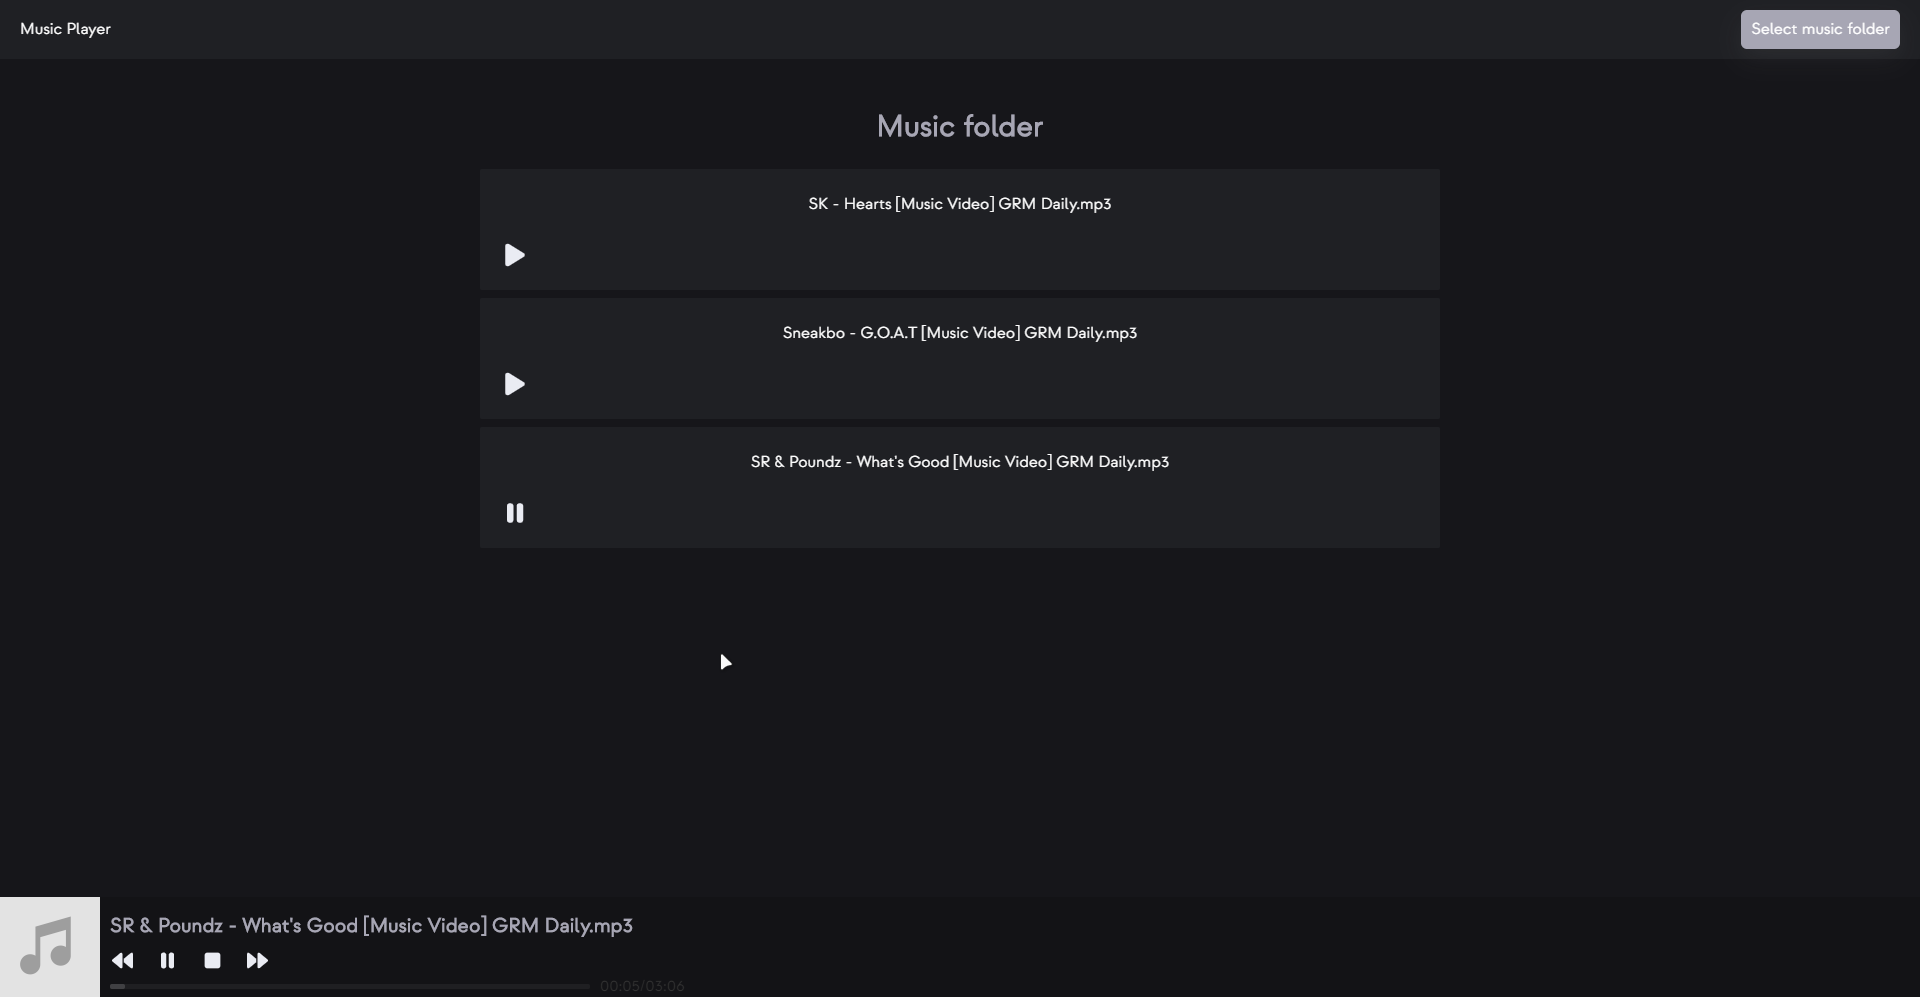 Music Player
Select music folder
Music folder
SK - Hearts [Music Video] GRM Daily.mp3
Sneakbo - G.O.A.T [Music Video] GRM Daily.mp3
SR & Poundz - What's Good [Music Video] GRM Daily.mp3
SR & Poundz - What's Good [Music Video] GRM Daily.mp3
00:05/03:06